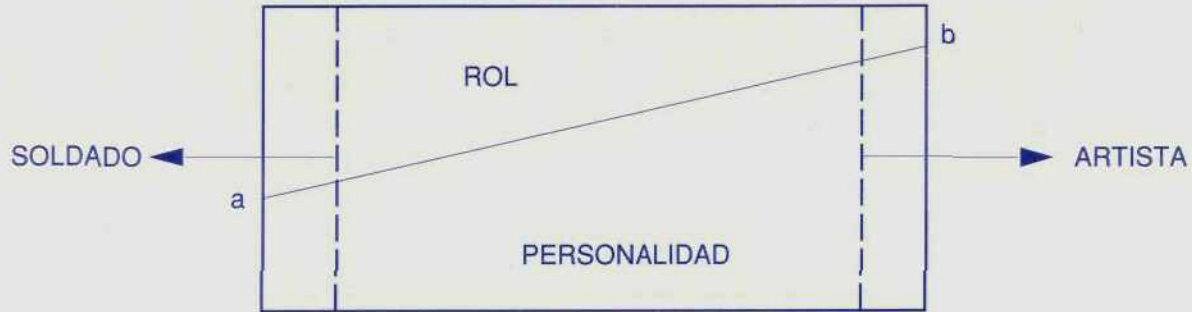 b
ROL
SOLDADO
ARTISTA
a
PERSONALIDAD